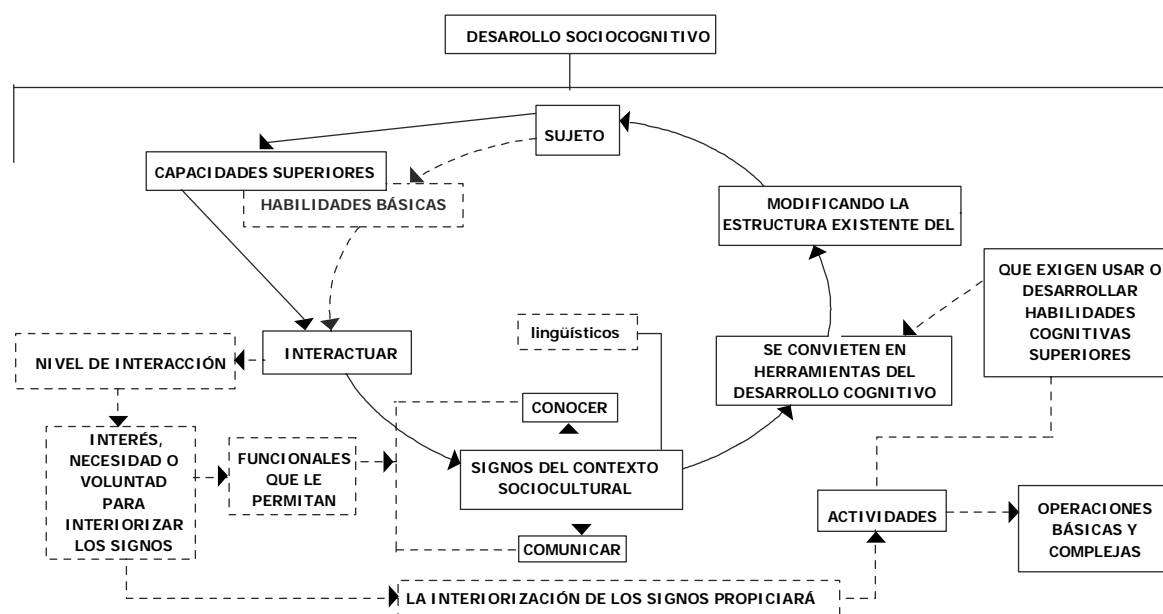 DESAROLLO SOCIOCOGNITIVO
SUJETO
CAPACIDADES SUPERIORES
HABILIDADES BÁSICAS
MODIFICANDO LA
ESTRUCTURA EXISTENTE DEL
QUE EXIGEN USAR O
DESARROLLAR
HABILIDADES
COGNITIVAS
SUPERIORES
INTERACTUAR
lingüísticos
NIVEL DE INTERACCIÓN
SE CONVIETEN EN
HERRAMIENTAS DEL
DESARROLLO COGNITIVO
CONOCER
INTERÉS,
NECESIDAD O
VOLUNTAD
PARA
INTERIORIZAR
LOS SIGNOS
FUNCIONALES
QUE LE
PERMITAN
SIGNOS DEL CONTEXTO
SOCIOCULTURAL
ACTIVIDADES
OPERACIONES
BÁSICAS Y
COMPLEJAS
COMUNICAR
LA INTERIORIZACIÓN DE LOS SIGNOS PROPICIARÁ